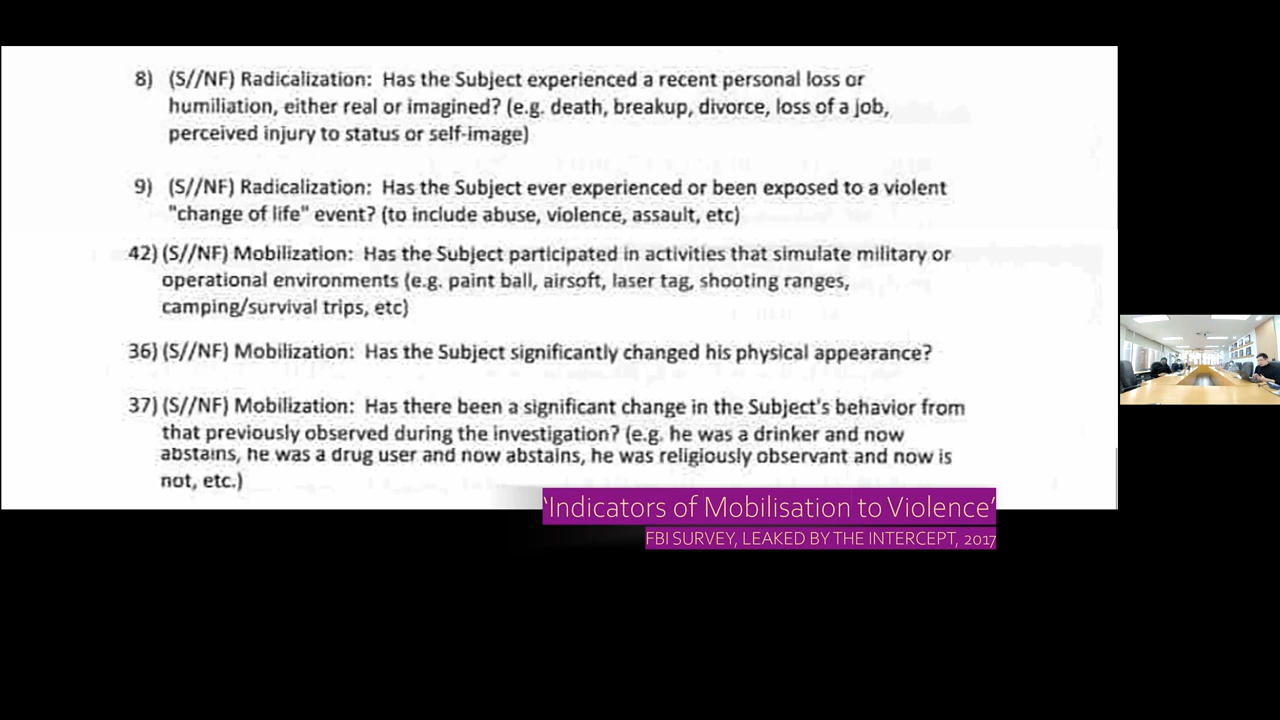 8) (S//NF) Radicalization: Has the Subject experienced a recent personal loss or
humiliation, either real or imagined? (e.g. death, breakup, divorce, loss of a job,
perceived injury to status or self-image)
9) (S//NF) Radicalization: Has the Subject ever experienced or been exposed to a violent
"change of life" event? (to include abuse, violence, assault, etc)
42) (S//NF) Mobilization: Has the Subject participated in activities that simulate military or
operational environments (e.g. paint ball, airsoft, laser tag, shooting ranges,
camping/survival trips, etc)
36) (S//NF) Mobilization: Has the Subject significantly changed his physical appearance?
37) (S//NF) Mobilization: Has there been a significant change in the Subject's behavior from
that previously observed during the investigation? (e.g. he was a drinker and now
abstains, he was a drug user and now abstains, he was religiously observant and now is
not, etc.)
'Indicators of Mobilisation to Violence'
FBI SURVEY, LEAKED BY THE INTERCEPT, 2017